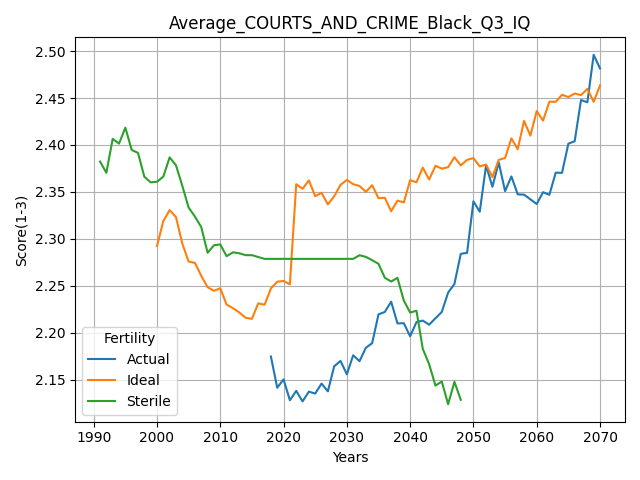 Average_COURTS_AND_CRIME_Black_Q3_IQ
2.50
2.45
2.40
2.35
2.30
2.25
2.20
2.15
Score(1-3)
Fertility
Actual
Ideal
Sterile
1990 2000 2010 2020 2030 2040 2050 2060 2070
Years